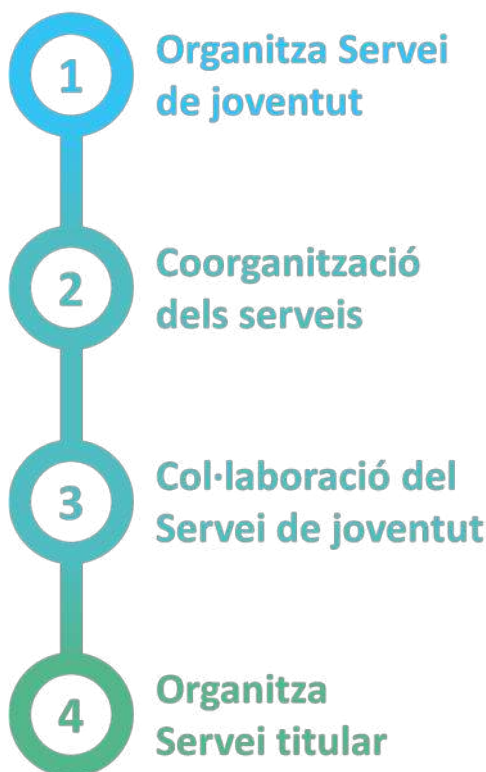 1
Organitza Servei
de joventut
2
Coorganització
dels serveis
3
Col·laboració del
Servei de joventut
4
Organitza
Servei titular